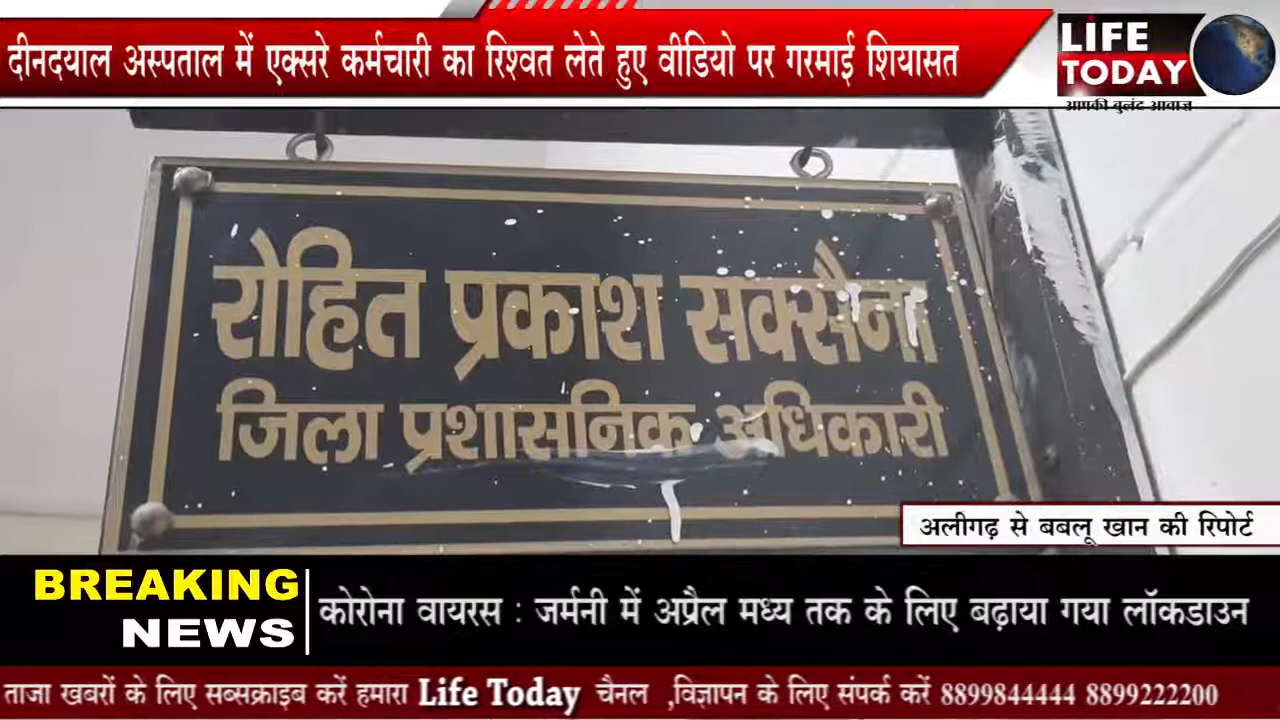 दीनदयाल अस्पताल में एक्सरे कर्मचारी का रिश्वत लेते हुए वीडियो पर गरमाई शियासत
LiFE
TODAY
आपकी बुलंद आवाज
रोहित प्रकाश सक्सैना
जिला प्रशासनिक अधिकारी
अलीगढ़ से बबलू खान की रिपोर्ट
BREAKING
NEWS
कोरोना वायरस : जर्मनी में अप्रैल मध्य तक के लिए बढ़ाया गया लॉकडाउन
ताजा खबरों के लिए सब्सक्राइब करें हमारा Life Today चैनल ,विज्ञापन के लिए संपर्क करें 8899844444 8899222200